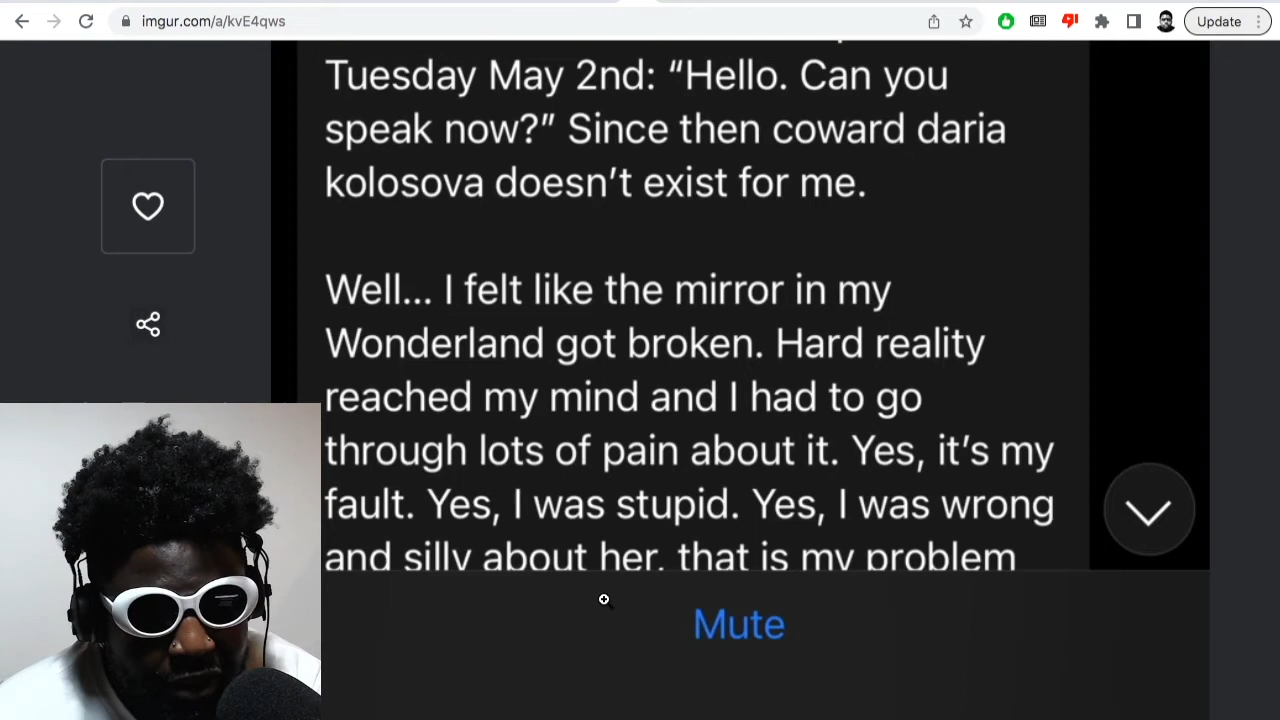 imgur.com/a/kvE4qws
Update
Tuesday May 2nd: “Hello. Can you
speak now?” Since then coward daria
kolosova doesn’t exist for me.
Well... I felt like the mirror in my
Wonderland got broken. Hard reality
reached my mind and I had to go
through lots of pain about it. Yes, it’s my
fault. Yes, I was stupid. Yes, I was wrong
and silly about her, that is my problem
Mute